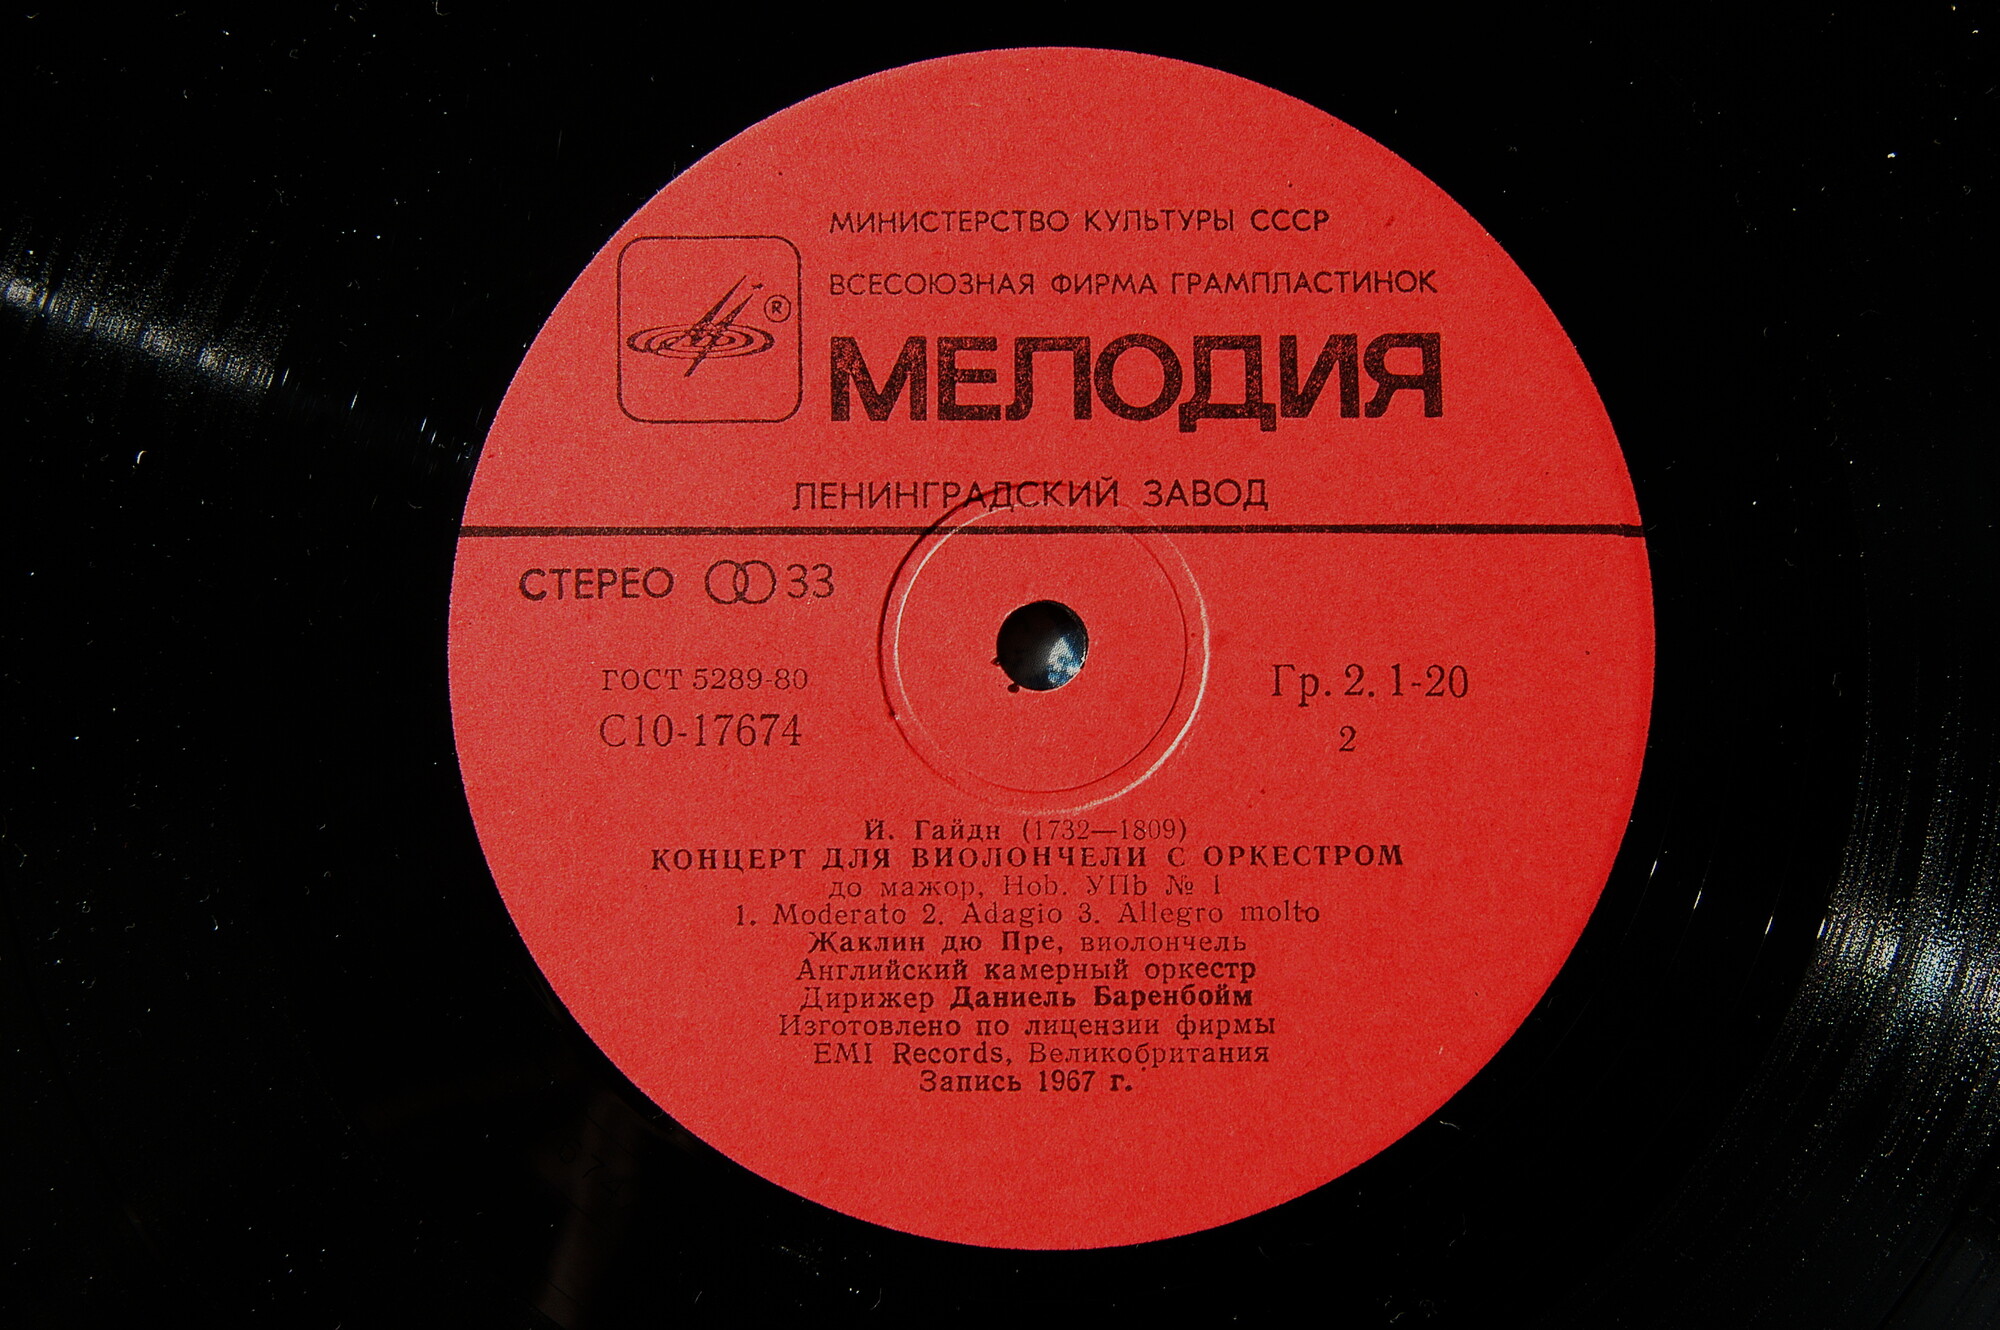 МИНИСТЕРСТВО КУЛЬТУРЫ СССР
ВСЕСОЮЗНАЯ ФИРМА ГРАМПЛАСТИНОК
®
МЕЛОДИЯ
ЛЕНИНГРАДСКИЙ ЗАВОД
СТЕРЕО 33
ГОСТ 5289-80
С10-17674
Гр. 2. 1-20
2
Й. Гайдн (1732—1809)
КОНЦЕРТ ДЛЯ ВИОЛОНЧЕЛИ С ОРКЕСТРОМ
до мажор, Hob. УПb № 1
1. Moderato 2. Adagio 3. Allegro molto
Жаклин дю Пре, виолончель
Английский камерный оркестр
Дирижер Даниель Баренбойм
Изготовлено по лицензии фирмы
EMI Records, Великобритания
Запись 1967 г.